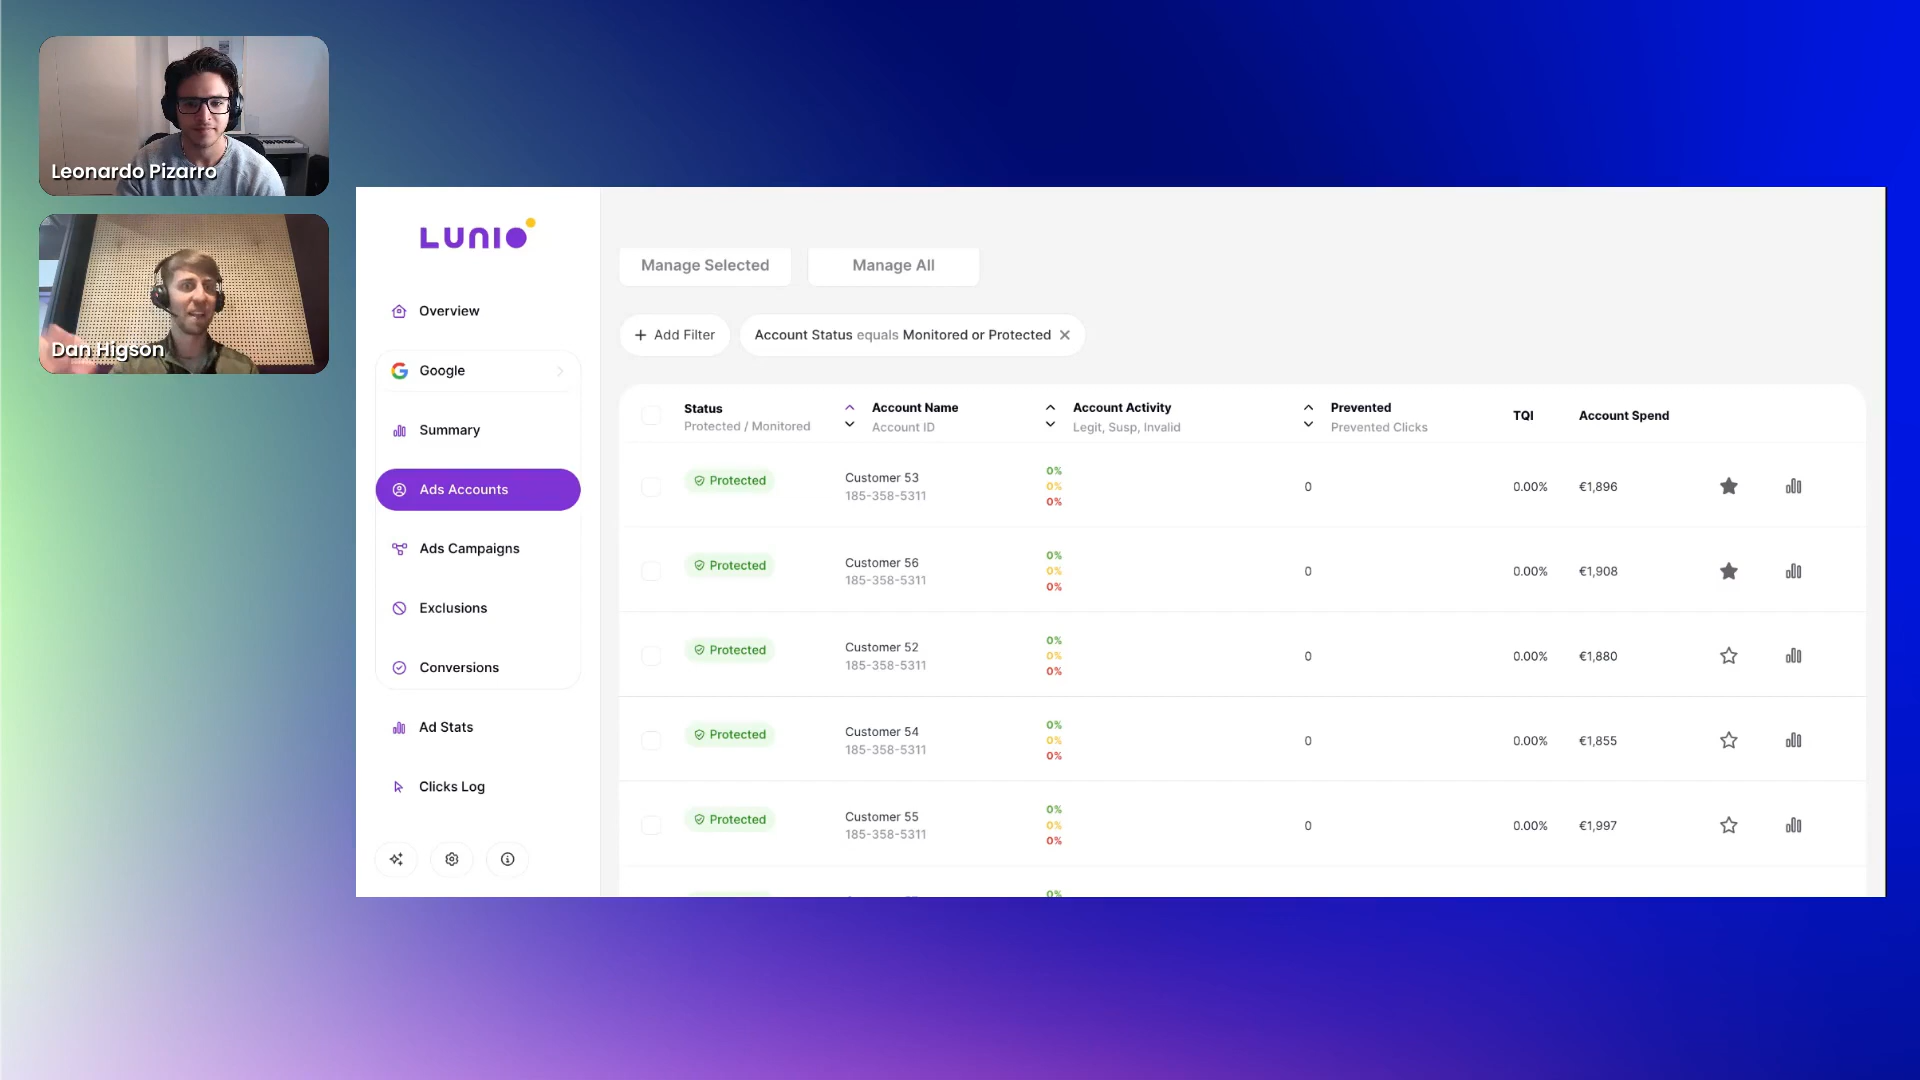 Leonardo Pizarro
Dan Higson
LUNIO
Overview
Google
Summary
Ads Accounts
Ads Campaigns
Exclusions
Conversions
Ad Stats
Clicks Log
Manage Selected
Manage All
+ Add Filter
Account Status equals Monitored or Protected
Status
Protected / Monitored
Account Name
Account ID
Account Activity
Legit, Susp, Invalid
Prevented
Prevented Clicks
TQI
Account Spend
Protected
Customer 53
185-358-5311
0%
0%
0%
0
0.00%
€1,896
Protected
Customer 56
185-358-5311
0%
0%
0%
0
0.00%
€1,908
Protected
Customer 52
185-358-5311
0%
0%
0%
0
0.00%
€1,880
Protected
Customer 54
185-358-5311
0%
0%
0%
0
0.00%
€1,855
Protected
Customer 55
185-358-5311
0%
0%
0%
0
0.00%
€1,997
0%